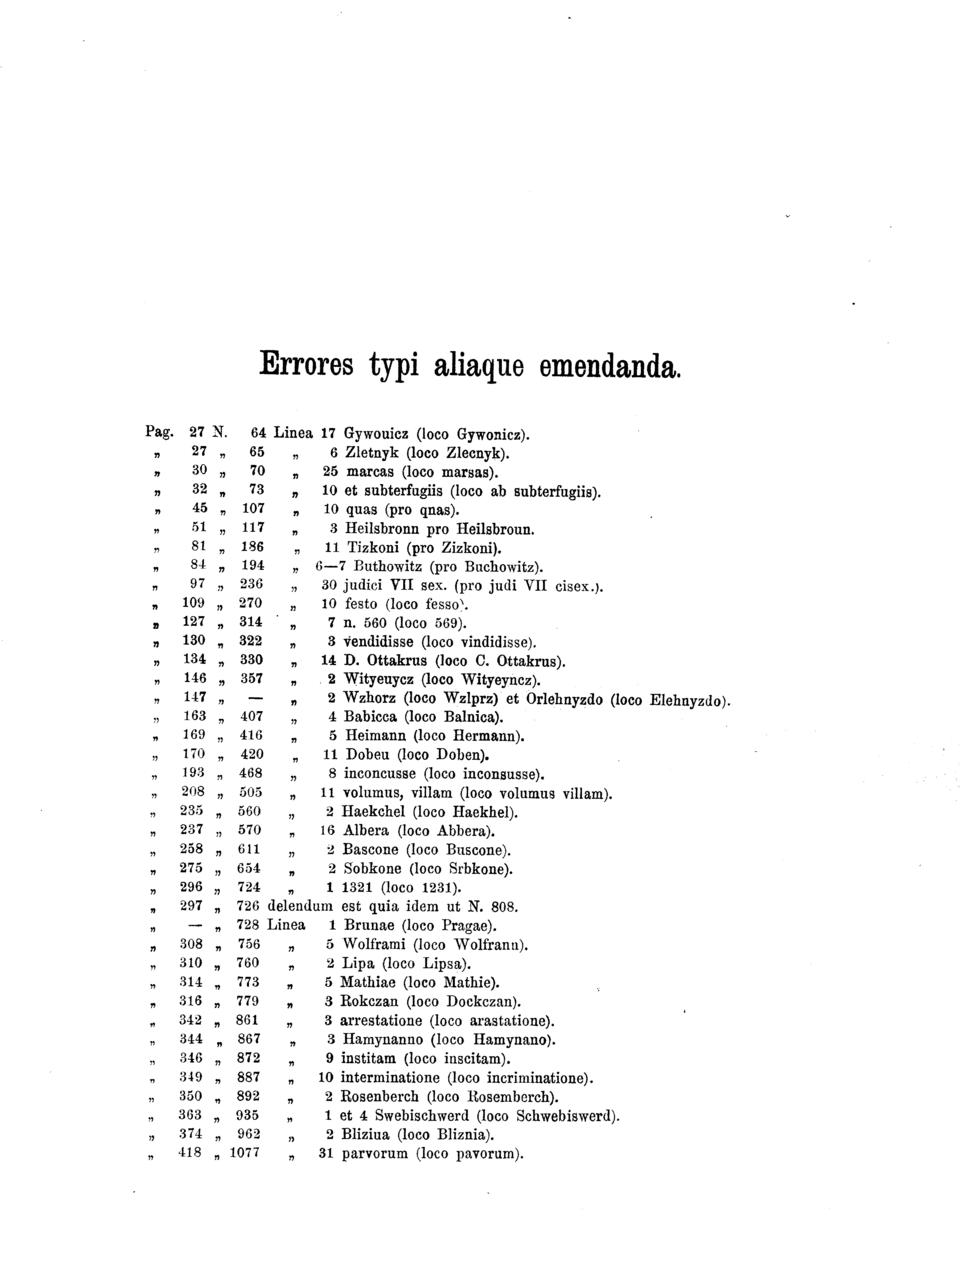 Errores typi aliaque emendanda.
Pag. 27 N. 64 Linea 17 Gywouicz (loco Gywonicz).
„ 27 „ 65 „ 6 Zletnyk (loco Zlecnyk).
„ 30 „ 70 „ 25 marcas (loco marsas).
„ 32 „ 73 „ 10 et subterfugiis (loco ab subterfugiis).
„ 45 „ 107 „ 10 quas (pro qnas).
„ 51 „ 117 „ 3 Heilsbronn pro Heilsbroun.
„ 81 „ 186 „ 11 Tizkoni (pro Zizkoni).
„ 84 „ 194 „ 6—7 Buthowitz (pro Buchowitz).
„ 97 „ 236 „ 30 judici VII sex. (pro judi VII cisex.).
„ 109 „ 270 „ 10 festo (loco fesso).
„ 127 „ 314 „ 7 n. 560 (loco 569).
„ 130 „ 322 „ 3 vendidisse (loco vindidisse).
„ 134 „ 330 „ 14 D. Ottakrus (loco C. Ottakrus).
„ 146 „ 357 „ 2 Wityeuycz (loco Wityeyncz).
„ 147 „ — „ 2 Wzhorz (loco Wzlprz) et Orlehnyzdo (loco Elehnyzdo).
„ 163 „ 407 „ 4 Babicca (loco Balnica).
„ 169 „ 416 „ 5 Heimann (loco Hermann).
„ 170 „ 420 „ 11 Dobeu (loco Doben).
„ 193 „ 468 „ 8 inconcusse (loco inconsusse).
„ 208 „ 505 „ 11 volumus, villam (loco volumus villam).
„ 235 „ 560 „ 2 Haekchel (loco Haekhel).
„ 237 „ 570 „ 16 Albera (loco Abbera).
„ 258 „ 611 „ 2 Bascone (loco Buscone).
„ 275 „ 654 „ 2 Sobkone (loco Srbkone).
„ 296 „ 724 „ 1 1321 (loco 1231).
„ 297 „ 726 delendum est quia idem ut N. 808.
„ — „ 728 Linea 1 Brunae (loco Pragae).
„ 308 „ 756 „ 5 Wolframi (loco Wolfranu).
„ 310 „ 760 „ 2 Lipa (loco Lipsa).
„ 314 „ 773 „ 5 Mathiae (loco Mathie).
„ 316 „ 779 „ 3 Rokczan (loco Dockczan).
„ 342 „ 861 „ 3 arrestatione (loco arastatione).
„ 344 „ 867 „ 3 Hamynanno (loco Hamynano).
„ 346 „ 872 „ 9 institam (loco inscitam).
„ 349 „ 887 „ 10 interminatione (loco incriminatione).
„ 350 „ 892 „ 2 Rosenberch (loco Rosemberch).
„ 363 „ 935 „ 1 et 4 Swebischwerd (loco Schwebiswerd).
„ 374 „ 962 „ 2 Bliziua (loco Bliznia).
„ 418 „ 1077 „ 31 parvorum (loco pavorum).